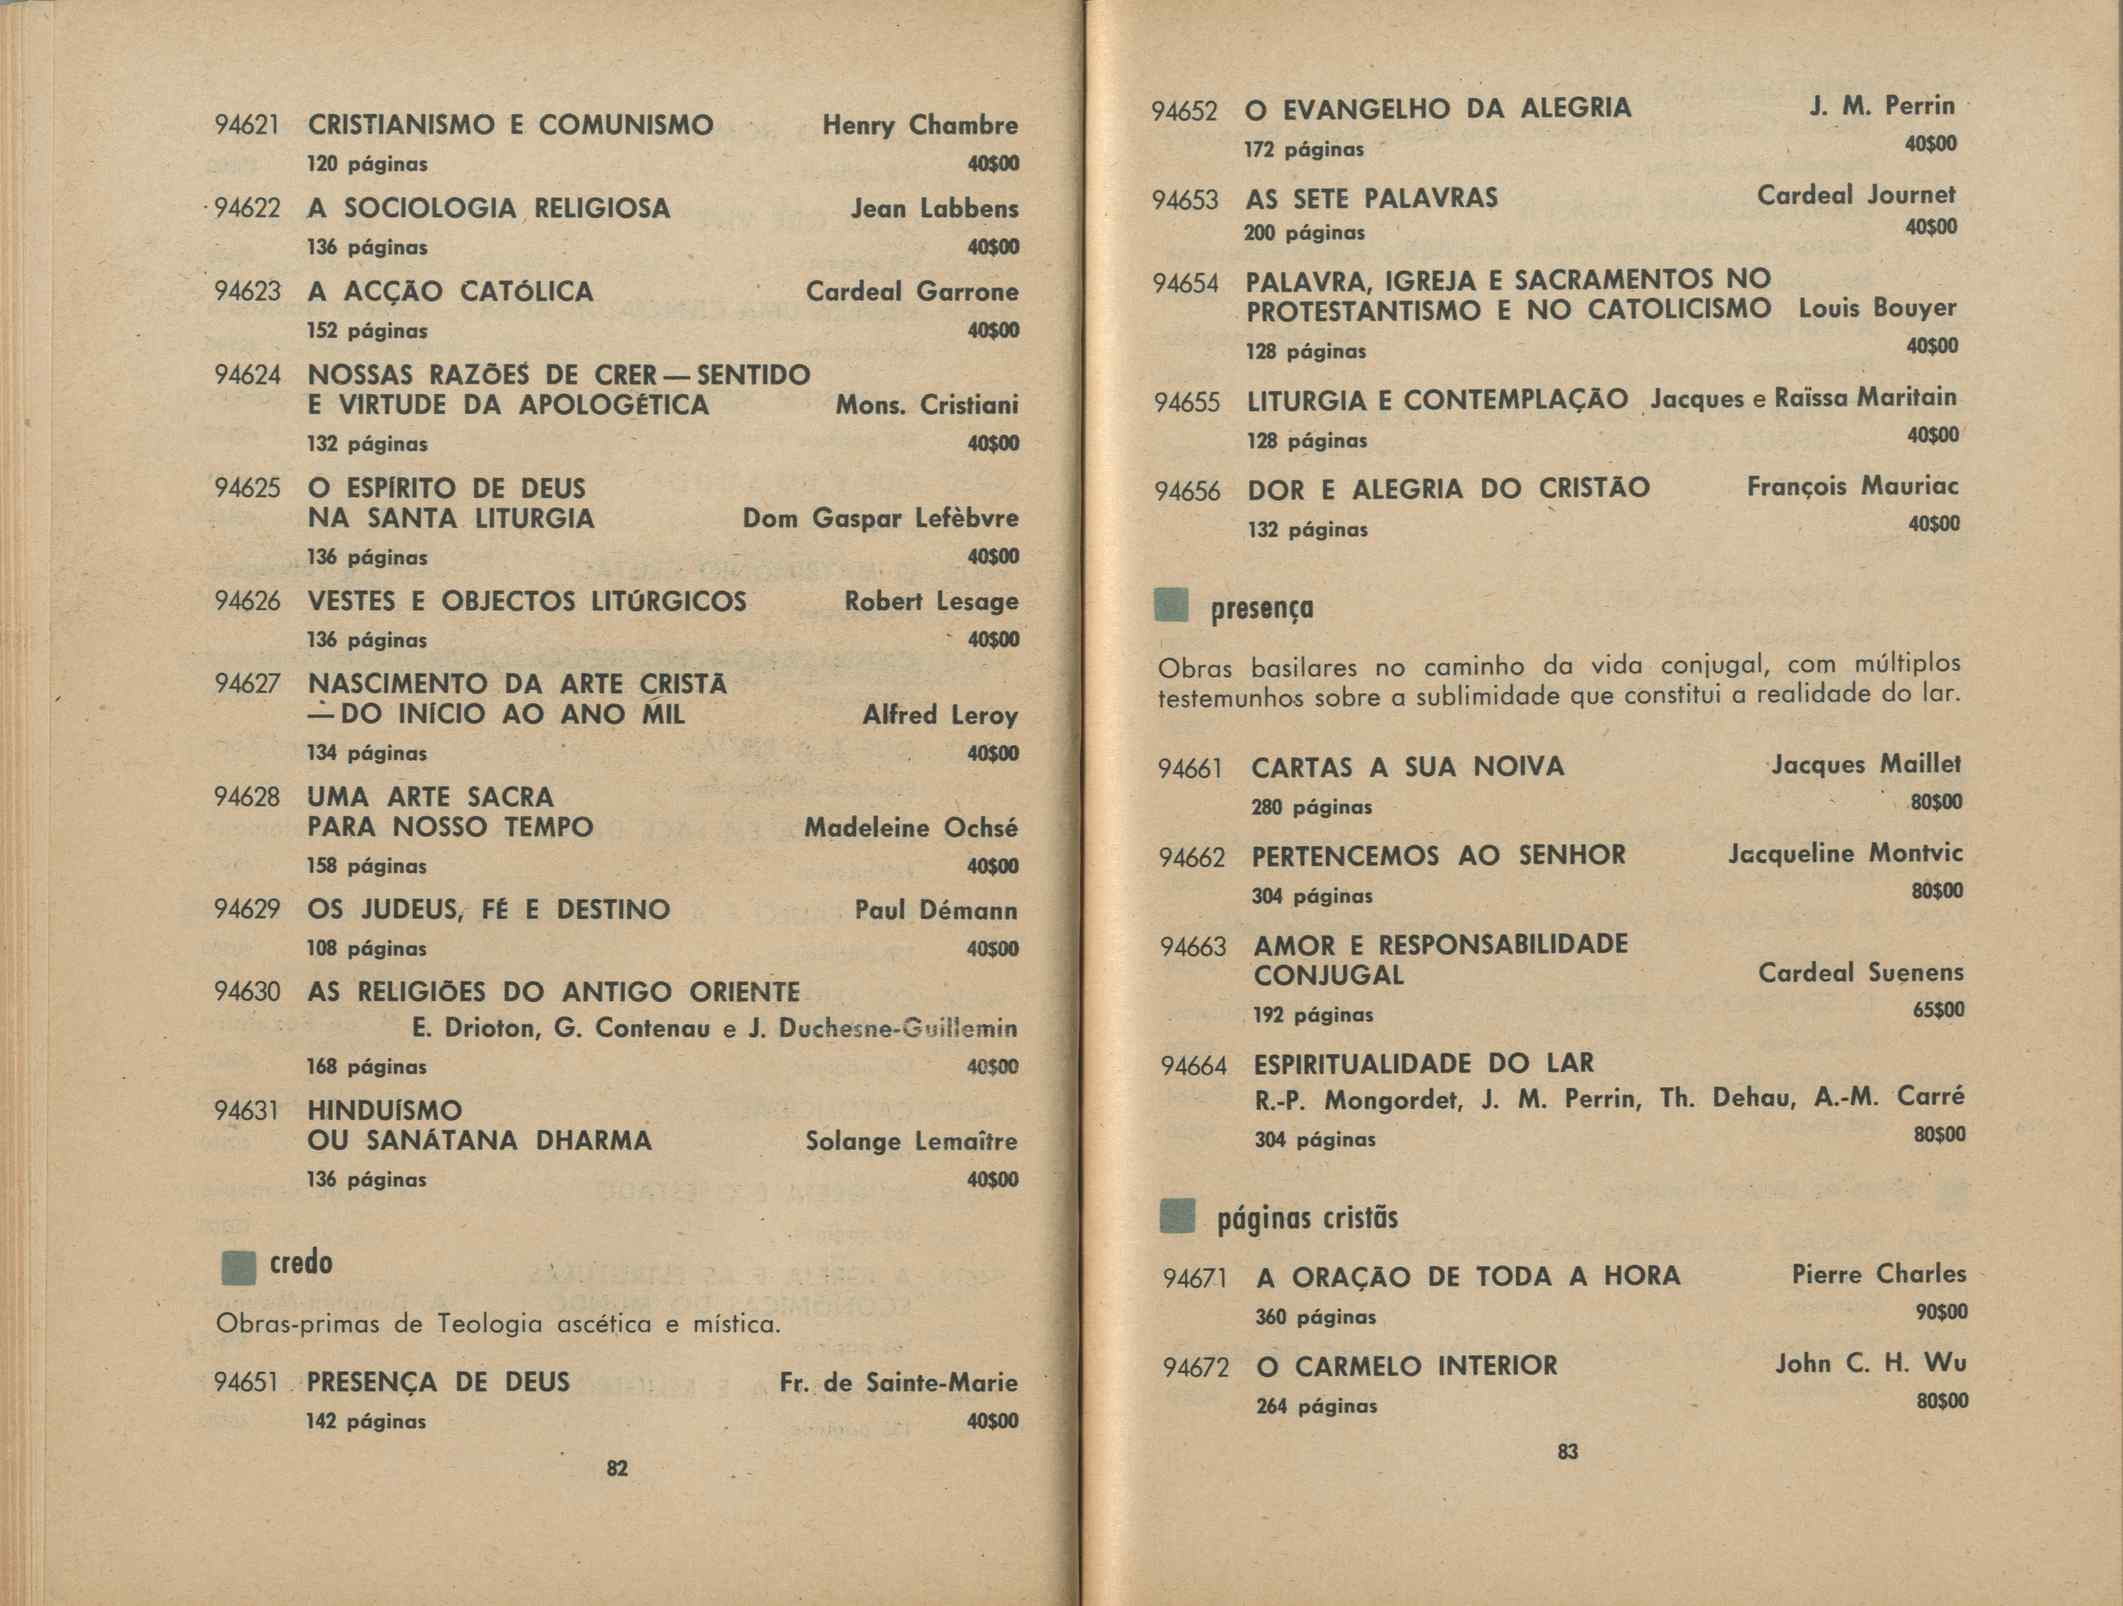 94621 CRISTIANISMO E COMUNISMO Henry Chambre
120 páginas 40$00
94622 A SOCIOLOGIA RELIGIOSA Jean Labbens
136 páginas 40$00
94623 A ACÇÃO CATÓLICA Cardeal Garrone
152 páginas 40$00
94624 NOSSAS RAZÕES DE CRER — SENTIDO
E VIRTUDE DA APOLOGÉTICA Mons. Cristiani
132 páginas 40$00
94625 O ESPÍRITO DE DEUS
NA SANTA LITURGIA Dom Gaspar Lefèbvre
136 páginas 40$00
94626 VESTES E OBJECTOS LITÚRGICOS Robert Lesage
136 páginas 40$00
94627 NASCIMENTO DA ARTE CRISTÃ
— DO INÍCIO AO ANO MIL Alfred Leroy
134 páginas 40$00
94628 UMA ARTE SACRA
PARA NOSSO TEMPO Madeleine Ochsé
158 páginas 40$00
94629 OS JUDEUS, FÉ E DESTINO Paul Démann
108 páginas 40$00
94630 AS RELIGIÕES DO ANTIGO ORIENTE
E. Drioton, G. Contenau e J. Duchesne-Guillemin
168 páginas 40$00
94631 HINDUÍSMO
OU SANÁTANA DHARMA Solange Lemaître
136 páginas 40$00
credo
Obras-primas de Teologia ascética e mística.
94651 PRESENÇA DE DEUS Fr. de Sainte-Marie
142 páginas 40$00
82
94652 O EVANGELHO DA ALEGRIA J. M. Perrin
172 páginas 40$00
94653 AS SETE PALAVRAS Cardeal Journet
200 páginas 40$00
94654 PALAVRA, IGREJA E SACRAMENTOS NO
PROTESTANTISMO E NO CATOLICISMO Louis Bouyer
128 páginas 40$00
94655 LITURGIA E CONTEMPLAÇÃO Jacques e Raïssa Maritain
128 páginas 40$00
94656 DOR E ALEGRIA DO CRISTÃO François Mauriac
132 páginas 40$00
presença
Obras basilares no caminho da vida conjugal, com múltiplos
testemunhos sobre a sublimidade que constitui a realidade do lar.
94661 CARTAS A SUA NOIVA Jacques Maillet
280 páginas 80$00
94662 PERTENCEMOS AO SENHOR Jacqueline Montvic
304 páginas 80$00
94663 AMOR E RESPONSABILIDADE
CONJUGAL Cardeal Suenens
192 páginas 65$00
94664 ESPIRITUALIDADE DO LAR
R.-P. Mongordet, J. M. Perrin, Th. Dehau, A.-M. Carré
304 páginas 80$00
páginas cristãs
94671 A ORAÇÃO DE TODA A HORA Pierre Charles
360 páginas 90$00
94672 O CARMELO INTERIOR John C. H. Wu
264 páginas 80$00
83